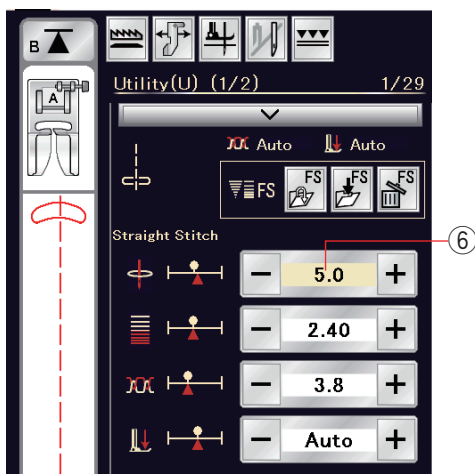 B
A
Utility(U) (1/2) 1/29
Auto Auto
FS FS FS FS
Straight Stitch
⑥
− 5.0 +
− 2.40 +
− 3.8 +
− Auto +